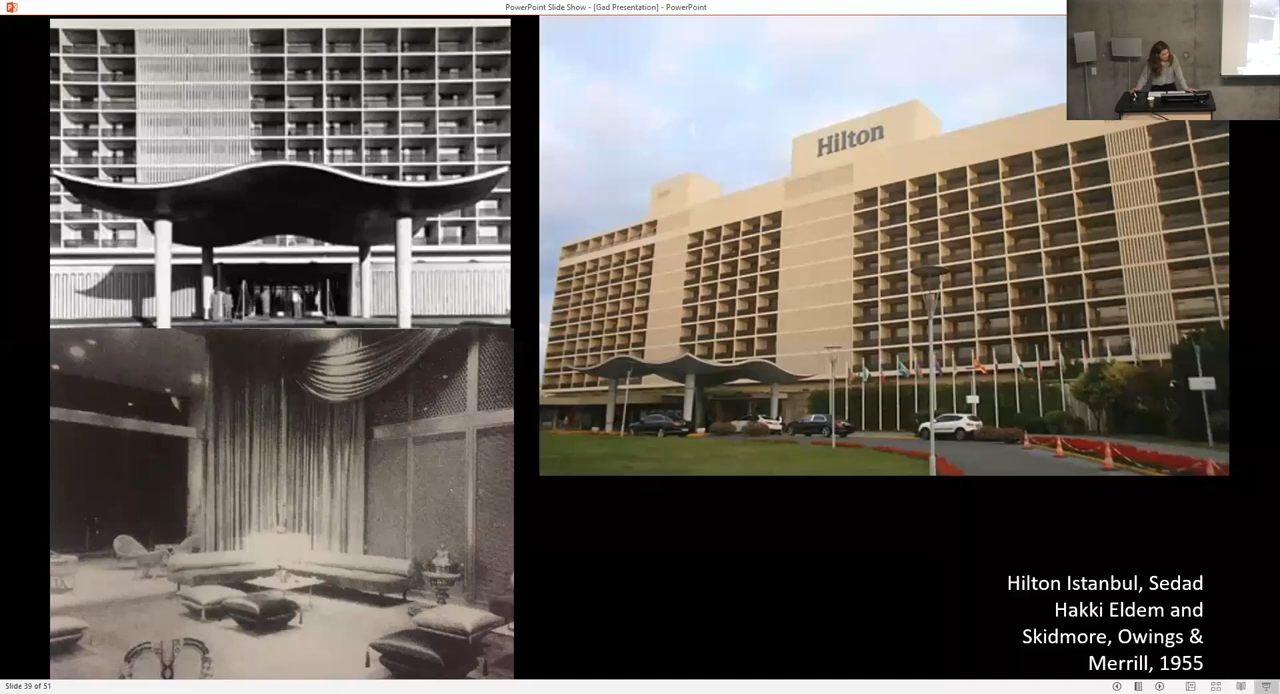 PowerPoint Slide Show - [Gad Presentation] - PowerPoint
Hilton
Hilton Istanbul, Sedad
Hakki Eldem and
Skidmore, Owings &
Merrill, 1955
Slide 39 of 51